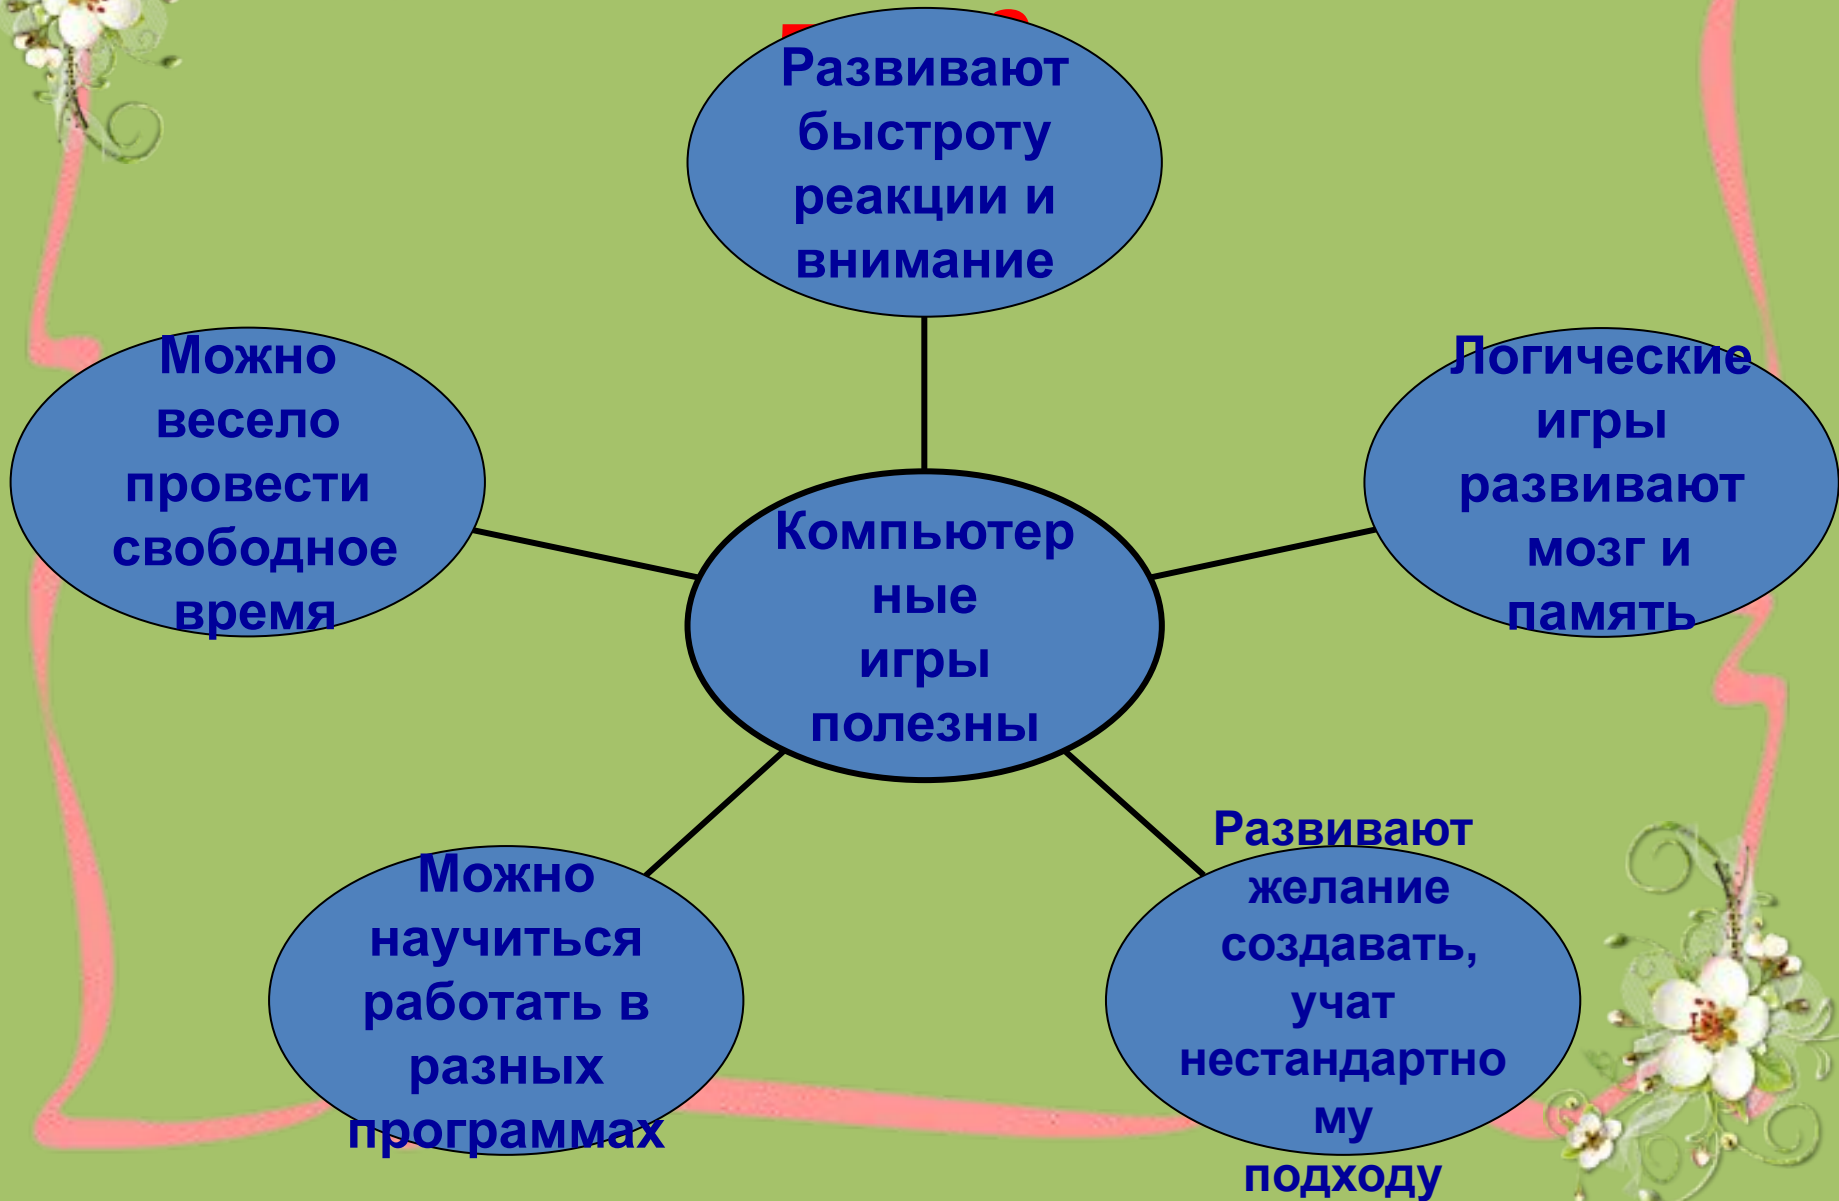 Развивают
быстроту
реакции и
внимание
Можно
весело
провести
свободное
время
Логические
игры
развивают
мозг и
память
Компьютер
ные
игры
полезны
Можно
научиться
работать в
разных
программах
Развивают
желание
создавать,
учат
нестандартно
му
подходу